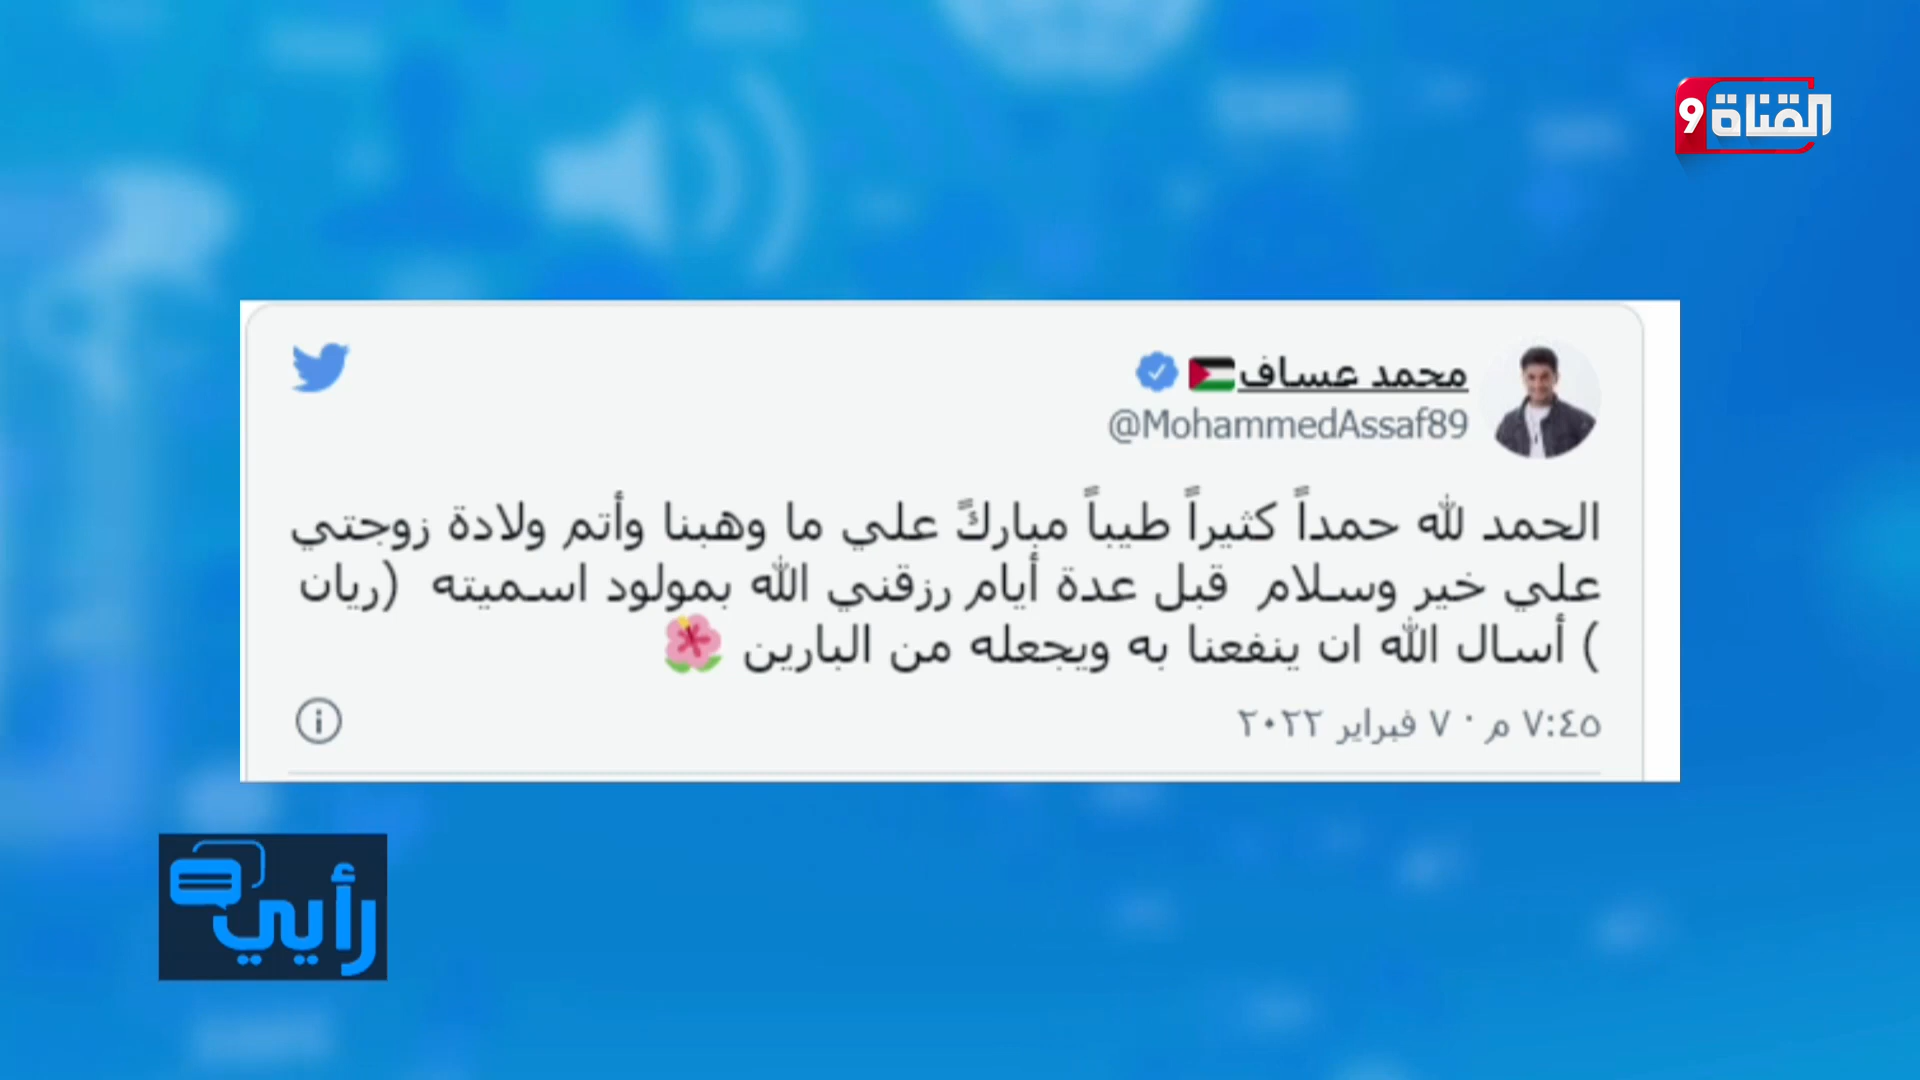 القناة 9
محمد عساف🇵🇸
@MohammedAssaf89
الحمد لله حمداً كثيراً طيباً مباركً علي ما وهبنا وأتم ولادة زوجتي
علي خير وسلام قبل عدة أيام رزقني الله بمولود اسميته (ريان
) أسال الله ان ينفعنا به ويجعله من البارين 🌺
٧:٤٥ م · ٧ فبراير ٢٠٢٢
رأيي